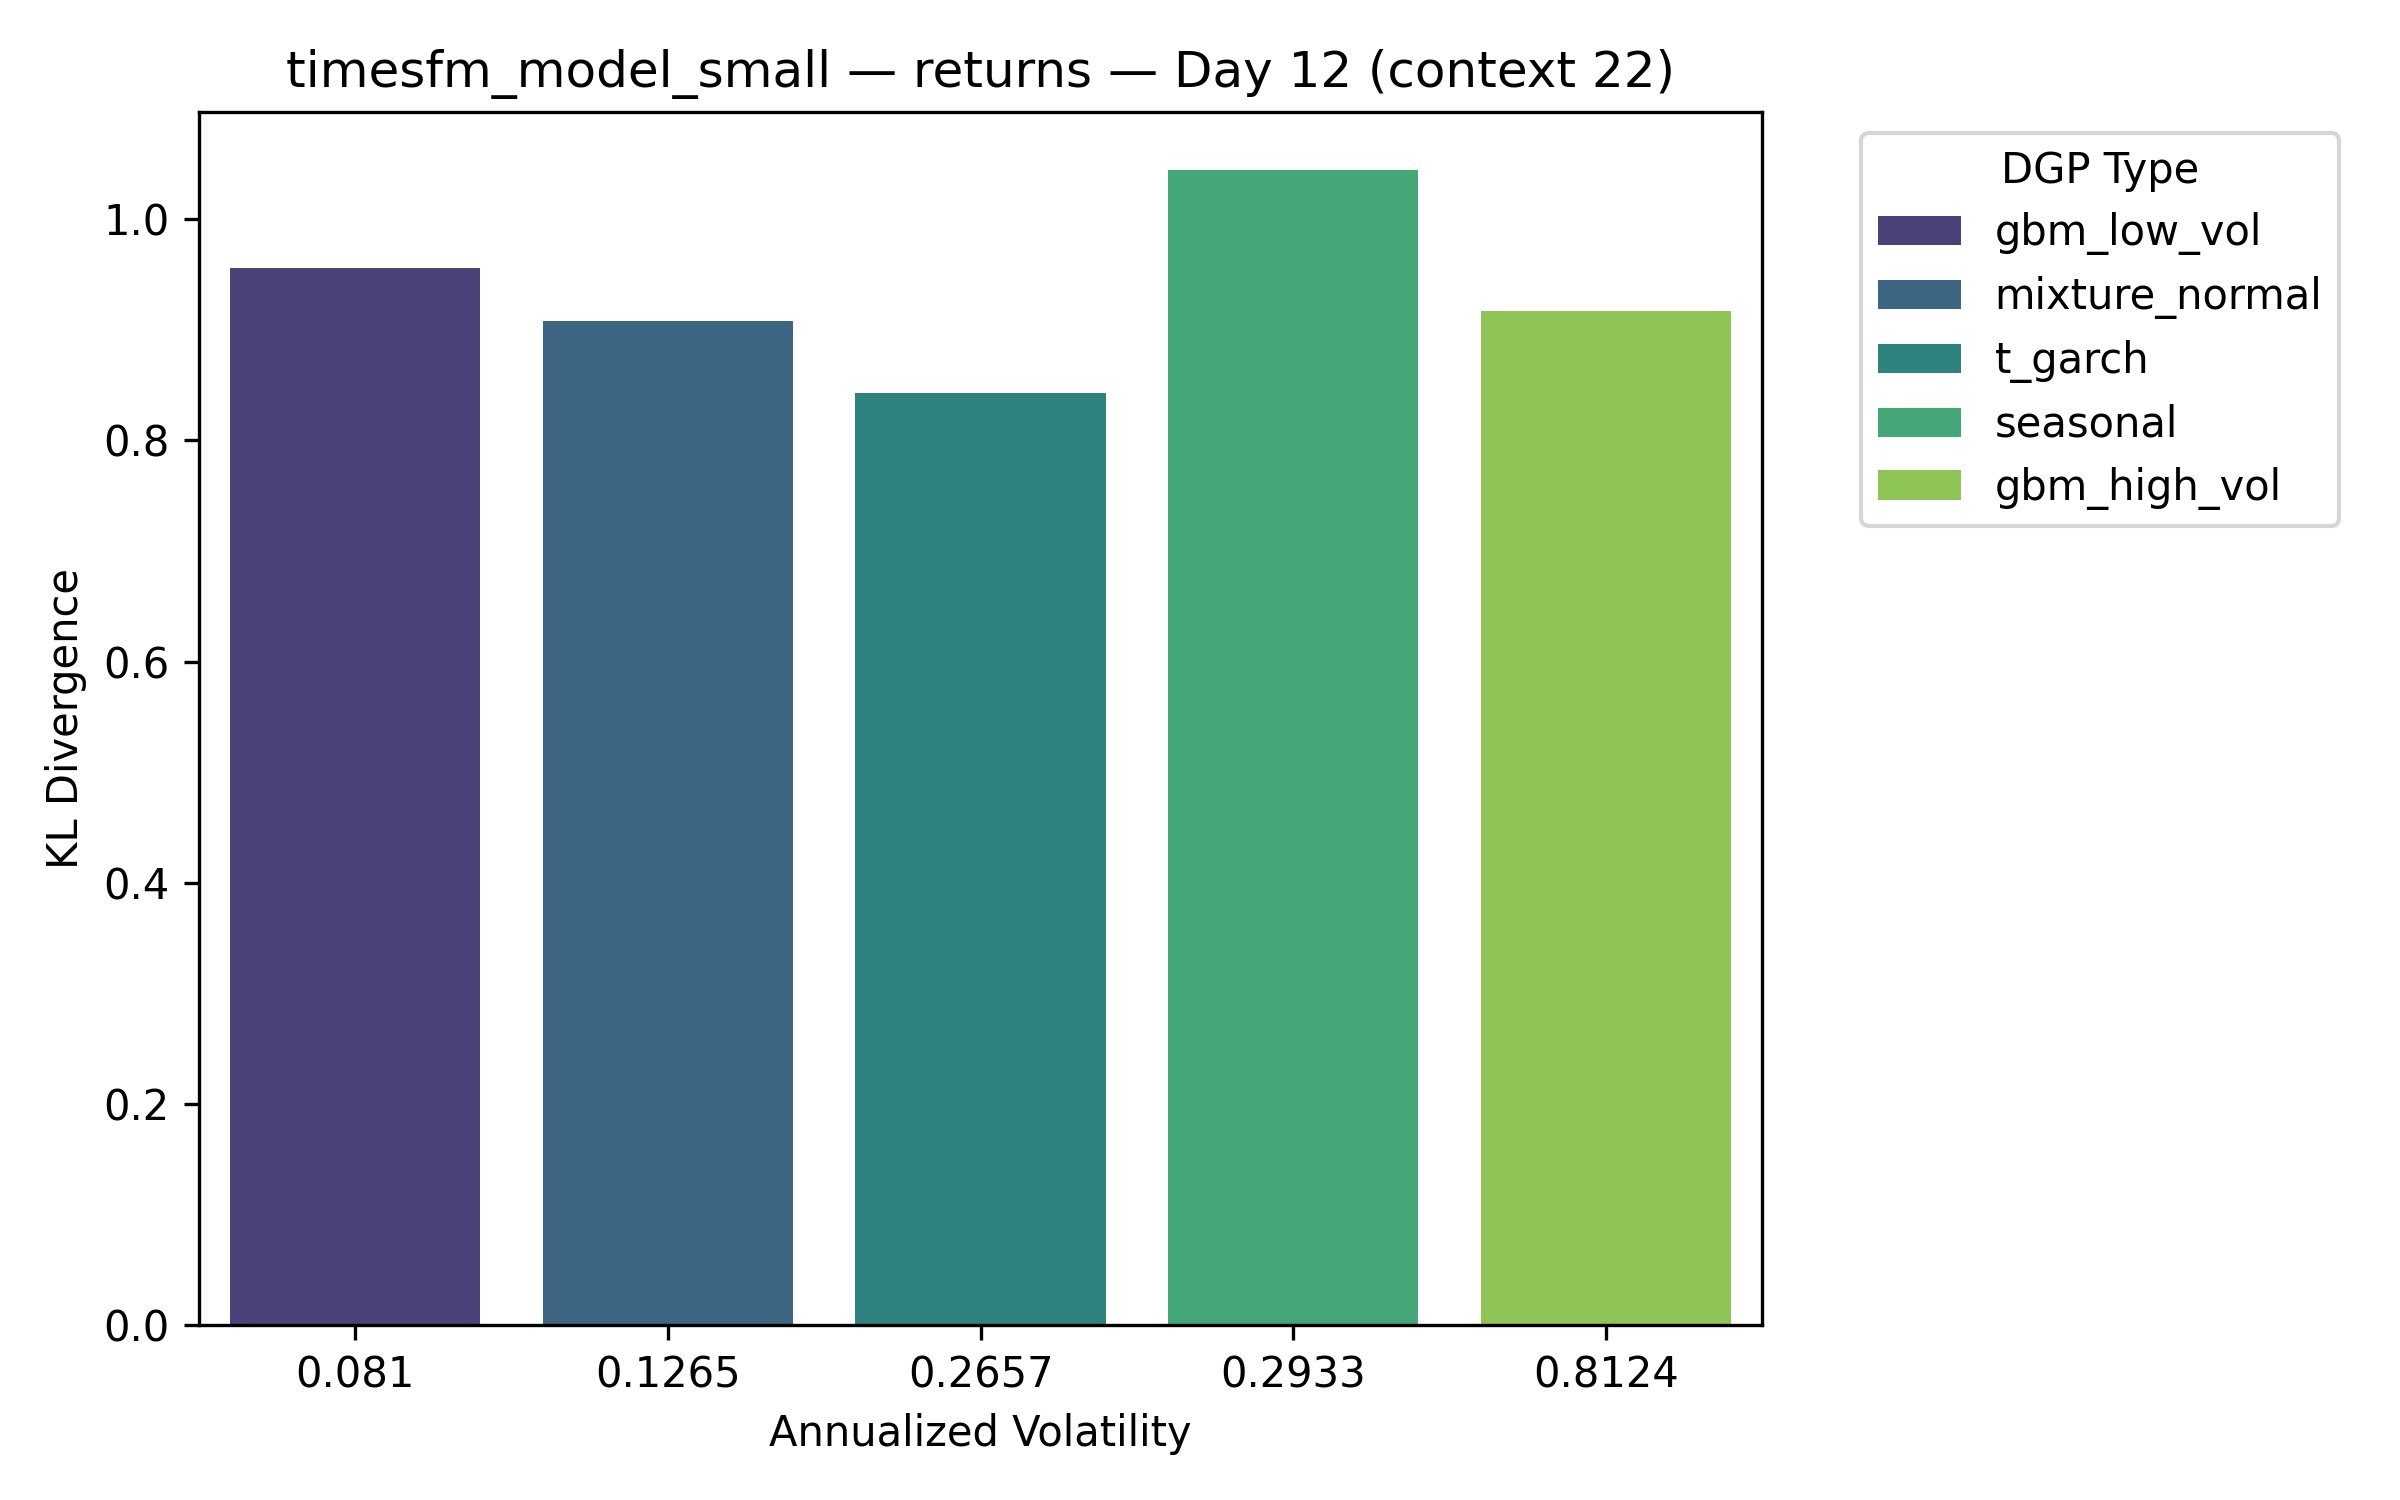 timesfm_model_small — returns — Day 12 (context 22)
DGP Type
gbm_low_vol
mixture_normal
t_garch
seasonal
gbm_high_vol
KL Divergence
1.0
0.8
0.6
0.4
0.2
0.0
0.081 0.1265 0.2657 0.2933 0.8124
Annualized Volatility